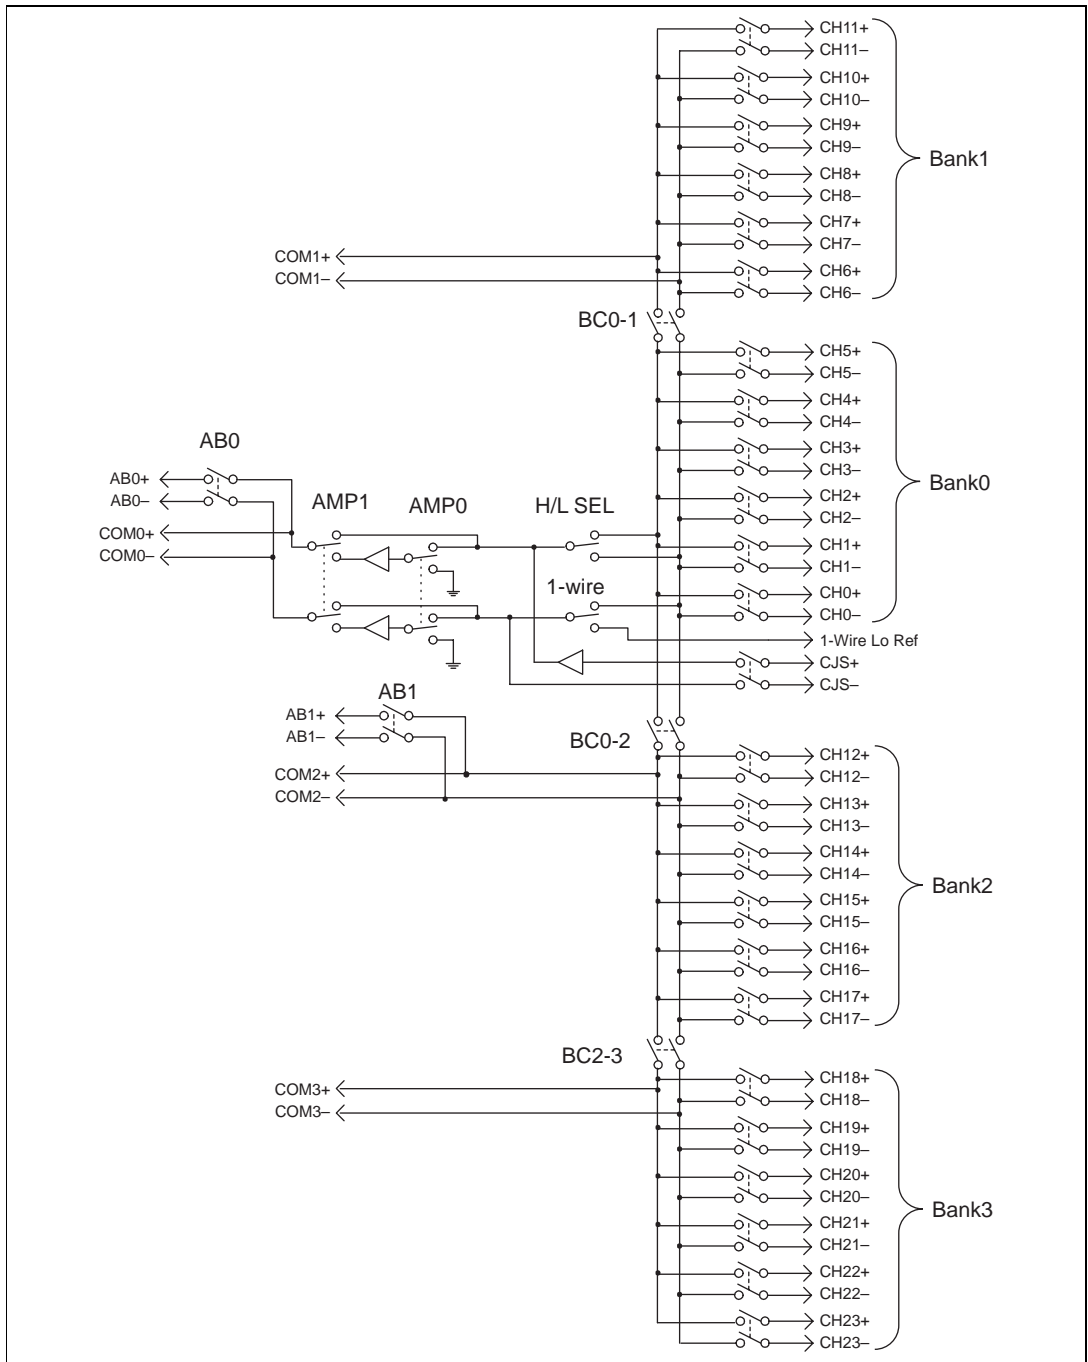 CH11+
CH11–
CH10+
CH10–
CH9+
CH9–
Bank1
CH8+
CH8–
CH7+
CH7–
COM1+
CH6+
COM1–
CH6–
BC0-1
CH5+
CH5–
CH4+
CH4–
AB0
CH3+
AB0+
CH3–
Bank0
AB0–
AMP1
AMP0
H/L SEL
CH2+
CH2–
COM0+
CH1+
COM0–
CH1–
1-wire
CH0+
CH0–
1-Wire Lo Ref
CJS+
CJS–
AB1
AB1+
AB1–
BC0-2
CH12+
COM2+
CH12–
COM2–
CH13+
CH13–
CH14+
CH14–
Bank2
CH15+
CH15–
CH16+
CH16–
CH17+
CH17–
BC2-3
CH18+
COM3+
CH18–
COM3–
CH19+
CH19–
CH20+
CH20–
Bank3
CH21+
CH21–
CH22+
CH22–
CH23+
CH23–